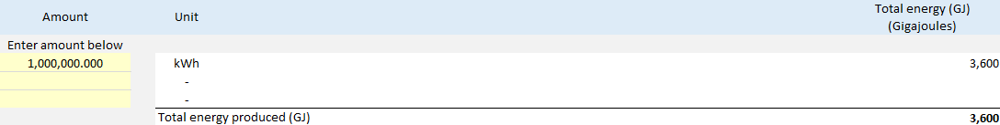 Amount Unit Total energy (GJ)
(Gigajoules)
Enter amount below
1,000,000.000 kWh 3,600
-
-
Total energy produced (GJ) 3,600